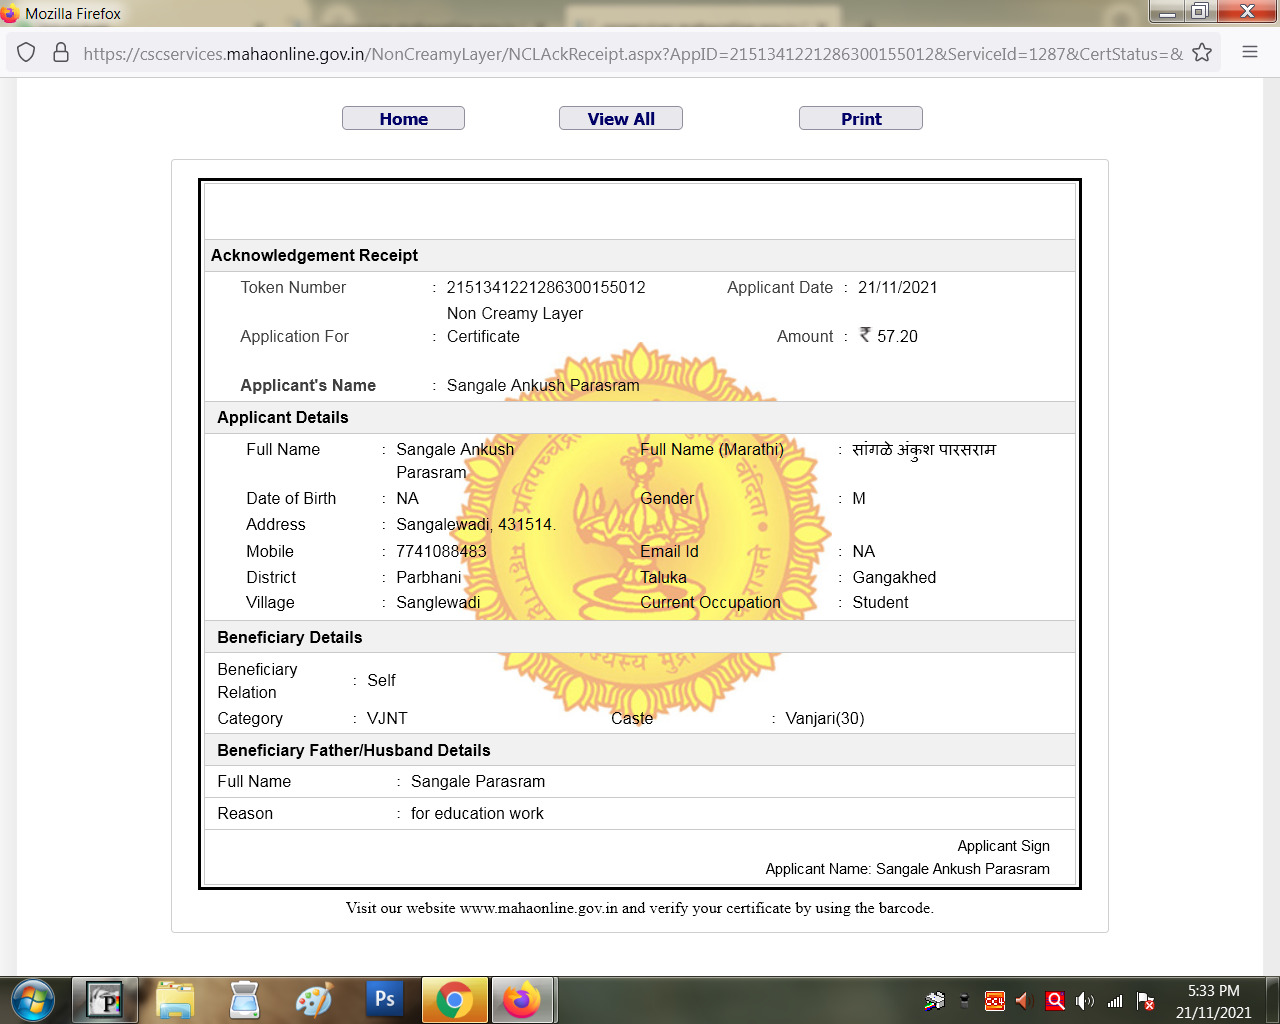 Mozilla Firefox
https://cscservices.mahaonline.gov.in/NonCreamyLayer/NCLAckReceipt.aspx?AppID=2151341221286300155012&ServiceId=1287&CertStatus=&
Home View All Print
Acknowledgement Receipt
Token Number : 2151341221286300155012 Applicant Date : 21/11/2021
Non Creamy Layer
Application For : Certificate Amount : ₹ 57.20
Applicant's Name : Sangale Ankush Parasram
Applicant Details
Full Name : Sangale Ankush Full Name (Marathi) : सांगळे अंकुश पारसराम
Parasram
Date of Birth : NA Gender : M
Address : Sangalewadi, 431514.
Mobile : 7741088483 Email Id : NA
District : Parbhani Taluka : Gangakhed
Village : Sanglewadi Current Occupation : Student
Beneficiary Details
Beneficiary
Relation : Self
Category : VJNT Caste : Vanjari(30)
Beneficiary Father/Husband Details
Full Name : Sangale Parasram
Reason : for education work
Applicant Sign
Applicant Name: Sangale Ankush Parasram
Visit our website www.mahaonline.gov.in and verify your certificate by using the barcode.
P Ps
5:33 PM
21/11/2021